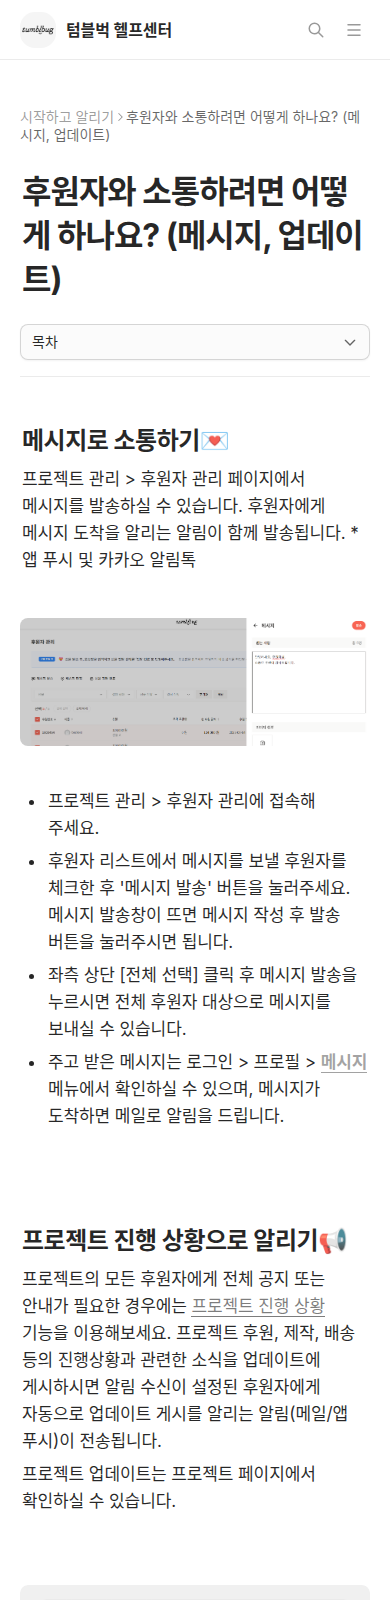 tumblbug 텀블벅 헬프센터
시작하고 알리기 > 후원자와 소통하려면 어떻게 하나요? (메
시지, 업데이트)
후원자와 소통하려면 어떻
게 하나요? (메시지, 업데이
트)
목차
메시지로 소통하기💌
프로젝트 관리 > 후원자 관리 페이지에서
메시지를 발송하실 수 있습니다. 후원자에게
메시지 도착을 알리는 알림이 함께 발송됩니다. *
앱 푸시 및 카카오 알림톡
tumblbug
후원자 관리
메시지
• 프로젝트 관리 > 후원자 관리에 접속해
주세요.
• 후원자 리스트에서 메시지를 보낼 후원자를
체크한 후 '메시지 발송' 버튼을 눌러주세요.
메시지 발송창이 뜨면 메시지 작성 후 발송
버튼을 눌러주시면 됩니다.
• 좌측 상단 [전체 선택] 클릭 후 메시지 발송을
누르시면 전체 후원자 대상으로 메시지를
보내실 수 있습니다.
• 주고 받은 메시지는 로그인 > 프로필 > 메시지
메뉴에서 확인하실 수 있으며, 메시지가
도착하면 메일로 알림을 드립니다.
프로젝트 진행 상황으로 알리기📢
프로젝트의 모든 후원자에게 전체 공지 또는
안내가 필요한 경우에는 프로젝트 진행 상황
기능을 이용해보세요. 프로젝트 후원, 제작, 배송
등의 진행상황과 관련한 소식을 업데이트에
게시하시면 알림 수신이 설정된 후원자에게
자동으로 업데이트 게시를 알리는 알림(메일/앱
푸시)이 전송됩니다.
프로젝트 업데이트는 프로젝트 페이지에서
확인하실 수 있습니다.